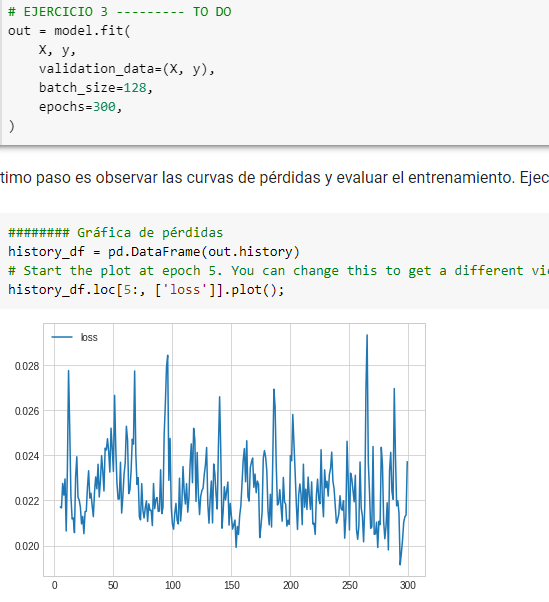 # EJERCICIO 3 --------- TO DO
out = model.fit(
    X, y,
    validation_data=(X, y),
    batch_size=128,
    epochs=300,
)
timo paso es observar las curvas de pérdidas y evaluar el entrenamiento. Ejec
######## Gráfica de pérdidas
history_df = pd.DataFrame(out.history)
# Start the plot at epoch 5. You can change this to get a different vi
history_df.loc[5:, ['loss']].plot();
loss
0.028
0.026
0.024
0.022
0.020
0 50 100 150 200 250 300